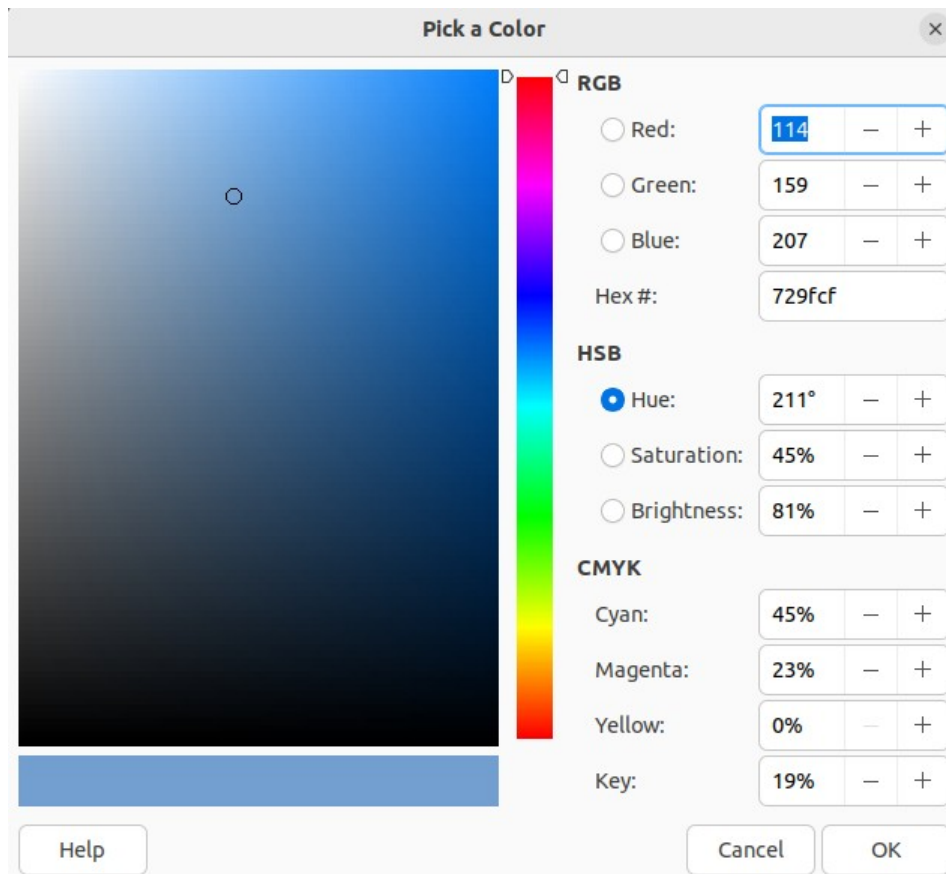 Pick a Color
RGB
Red: 114
Green: 159
Blue: 207
Hex #: 729fcf
HSB
Hue: 211°
Saturation: 45%
Brightness: 81%
CMYK
Cyan: 45%
Magenta: 23%
Yellow: 0%
Key: 19%
Help Cancel OK